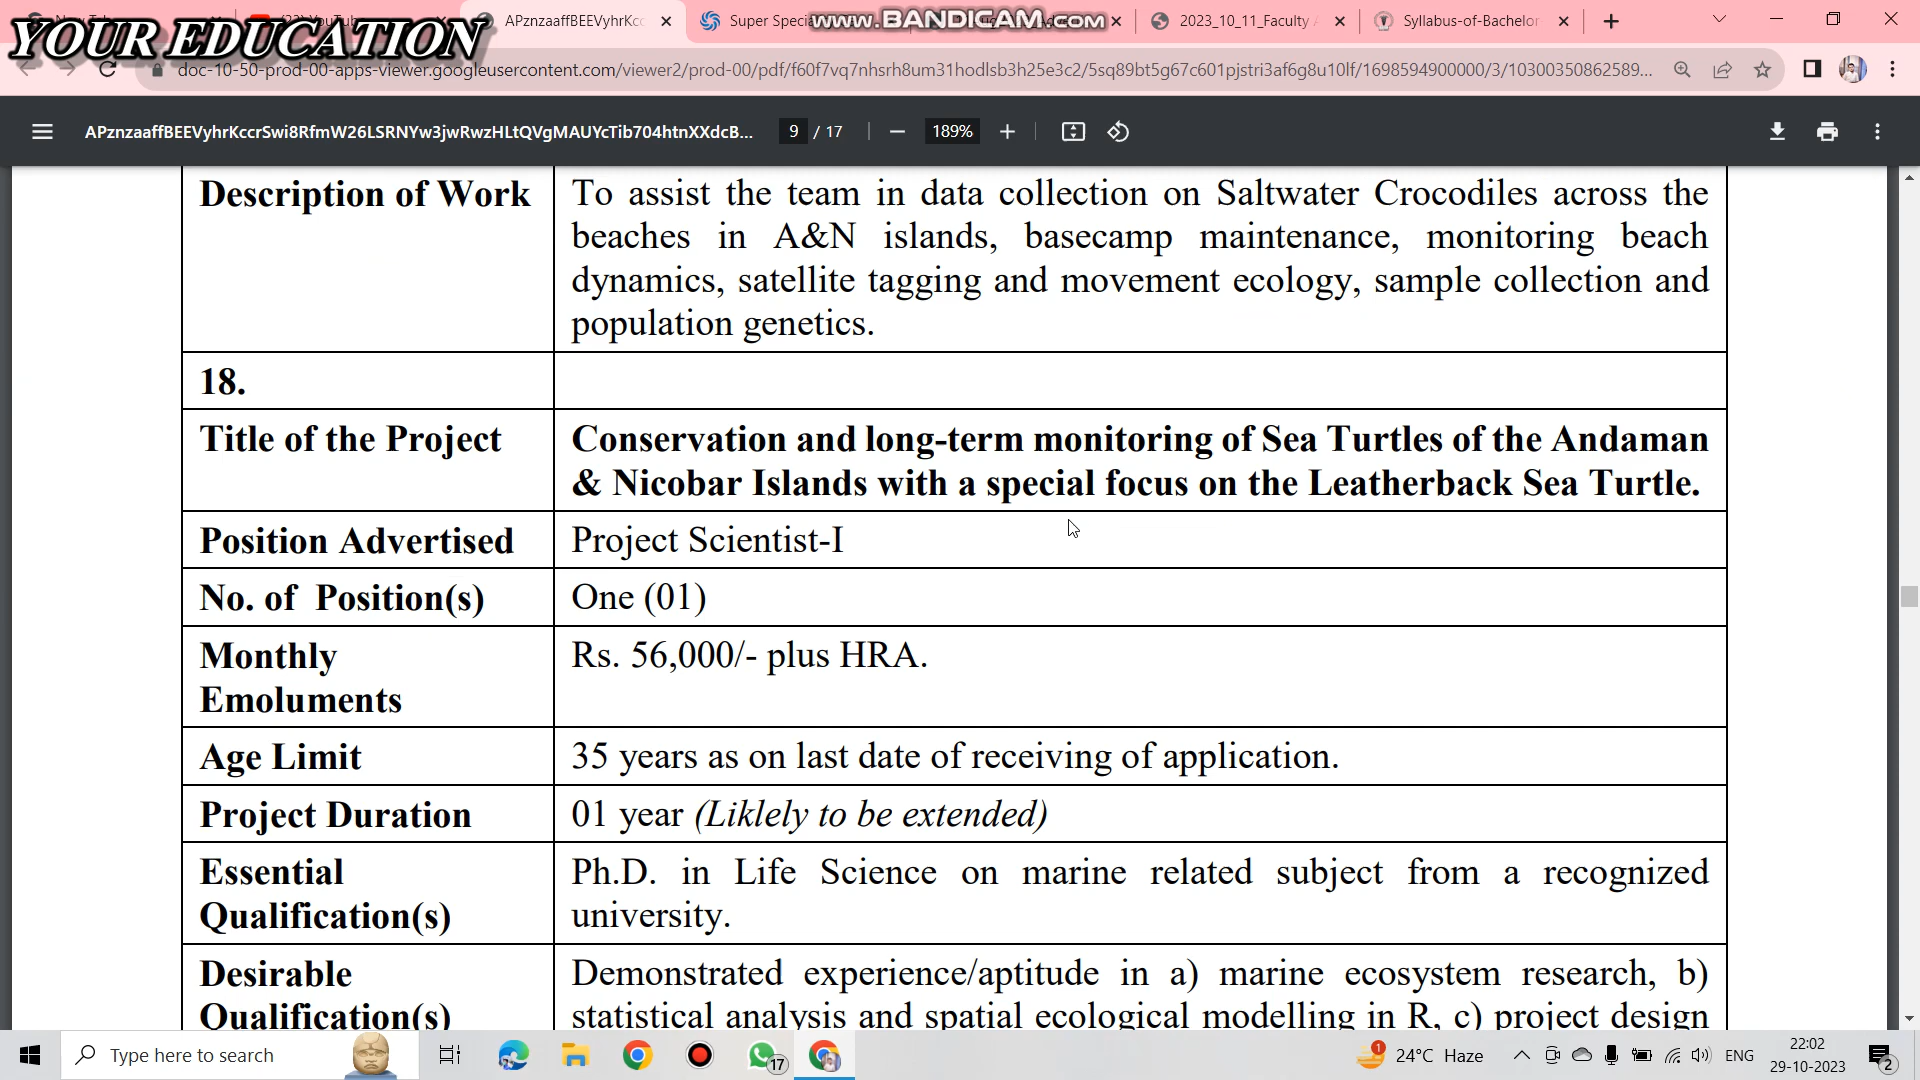 YOUR EDUCATION
www.BANDICAM.com
APznzaaffBEEVyhrKcc
Super Specia
2023_10_11_Faculty
Syllabus-of-Bachelor
doc-10-50-prod-00-apps-viewer.googleusercontent.com/viewer2/prod-00/pdf/f60f7vq7nhsrh8um31hodlsb3h25e3c2/5sq89bt5g67c601pjstri3af6g8u10lf/1698594900000/3/10300350862589...
APznzaaffBEEVyhrKccrSwi8RfmW26LSRNYw3jwRwzHLtQVgMAUYcTib704htnXXdcB...
9 / 17
189%
Description of Work
To assist the team in data collection on Saltwater Crocodiles across the
beaches in A&N islands, basecamp maintenance, monitoring beach
dynamics, satellite tagging and movement ecology, sample collection and
population genetics.
18.
Title of the Project
Conservation and long-term monitoring of Sea Turtles of the Andaman
& Nicobar Islands with a special focus on the Leatherback Sea Turtle.
Position Advertised
Project Scientist-I
No. of Position(s)
One (01)
Monthly
Emoluments
Rs. 56,000/- plus HRA.
Age Limit
35 years as on last date of receiving of application.
Project Duration
01 year (Liklely to be extended)
Essential
Qualification(s)
Ph.D. in Life Science on marine related subject from a recognized
university.
Desirable
Qualification(s)
Demonstrated experience/aptitude in a) marine ecosystem research, b)
statistical analysis and spatial ecological modelling in R, c) project design
Type here to search
17
1
24°C Haze
ENG
22:02
29-10-2023
2